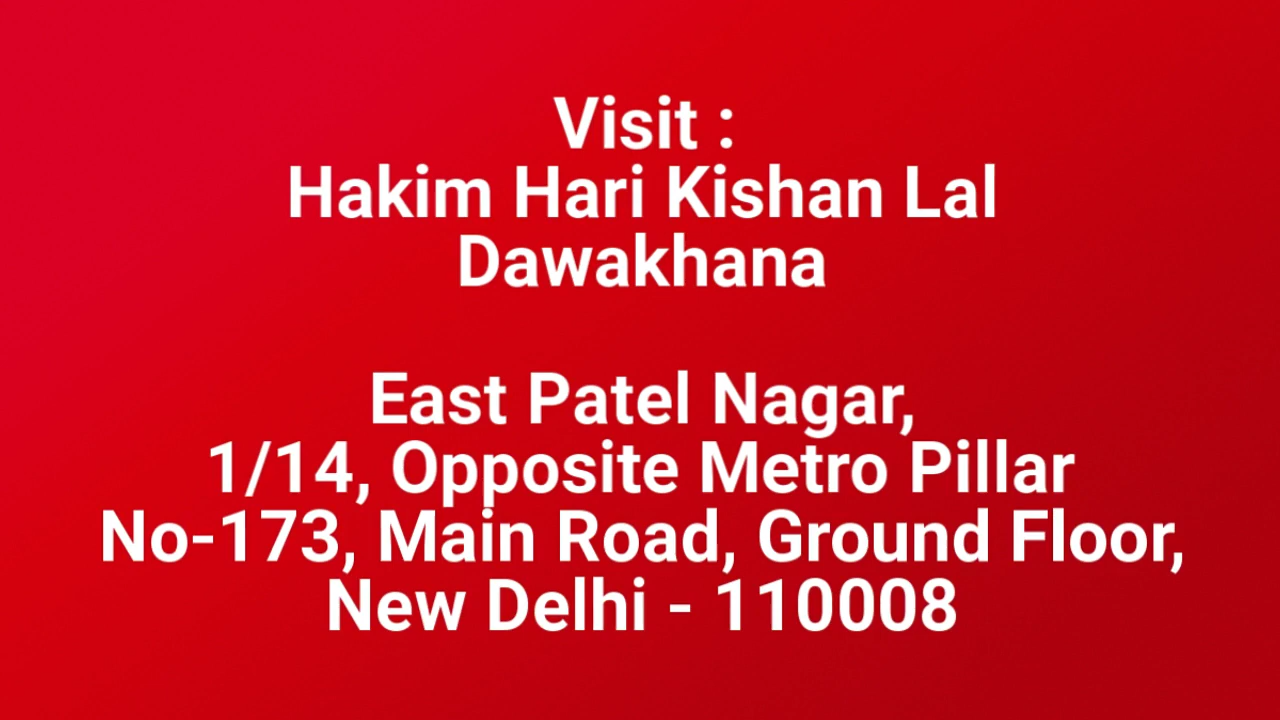 Visit :
Hakim Hari Kishan Lal
Dawakhana
East Patel Nagar,
1/14, Opposite Metro Pillar
No-173, Main Road, Ground Floor,
New Delhi - 110008